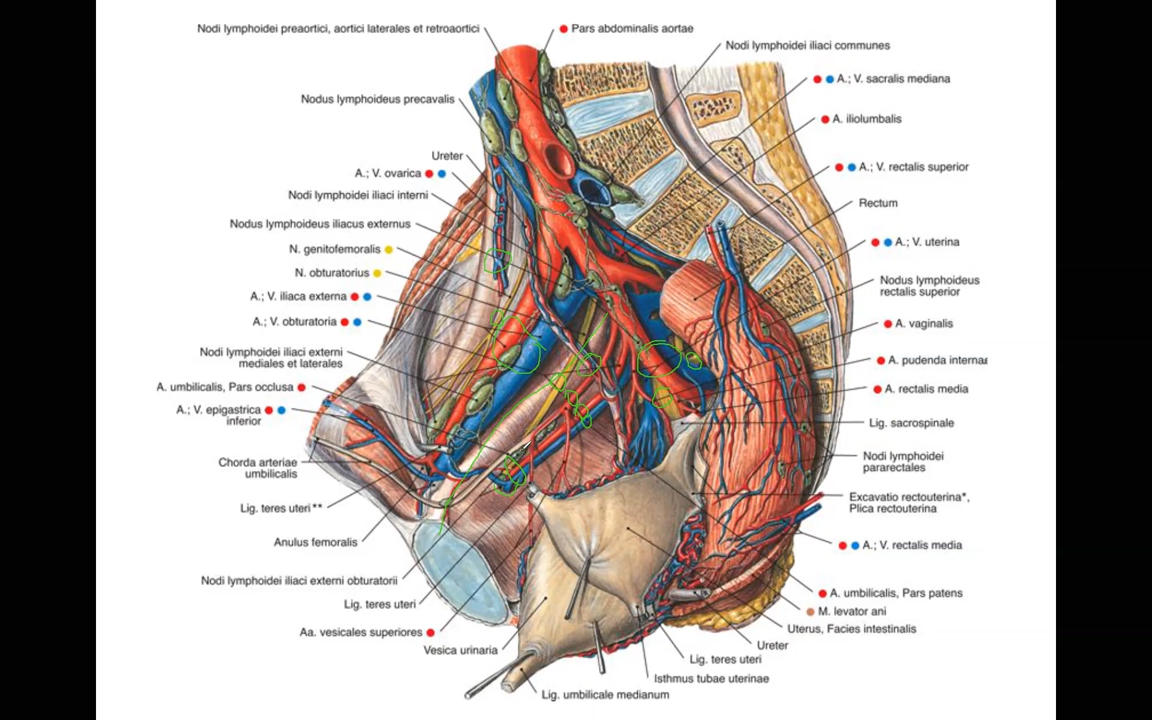 Nodi lymphoidei preaortici, aortici laterales et retroaortici
Pars abdominalis aortae
Nodi lymphoidei iliaci communes
A.; V. sacralis mediana
Nodus lymphoideus precavalis
A. iliolumbalis
Ureter
A.; V. ovarica
A.; V. rectalis superior
Nodi lymphoidei iliaci interni
Rectum
Nodus lymphoideus iliacus externus
A.; V. uterina
N. genitofemoralis
N. obturatorius
Nodus lymphoideus
rectalis superior
A.; V. iliaca externa
A.; V. obturatoria
A. vaginalis
Nodi lymphoidei iliaci externi
mediales et laterales
A. pudenda interna
A. umbilicalis, Pars occlusa
A. rectalis media
A.; V. epigastrica
inferior
Lig. sacrospinale
Chorda arteriae
umbilicalis
Nodi lymphoidei
pararectales
Lig. teres uteri**
Excavatio rectouterina*,
Plica rectouterina
Anulus femoralis
A.; V. rectalis media
Nodi lymphoidei iliaci externi obturatorii
A. umbilicalis, Pars patens
Lig. teres uteri
M. levator ani
Aa. vesicales superiores
Uterus, Facies intestinalis
Vesica urinaria
Ureter
Lig. teres uteri
Isthmus tubae uterinae
Lig. umbilicale medianum